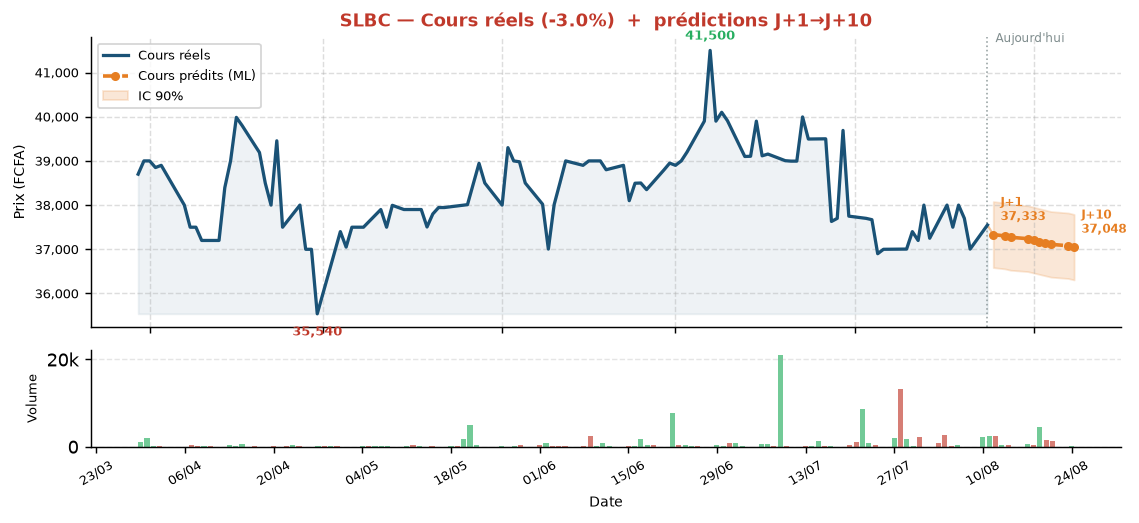 SLBC — Cours réels (-3.0%)  +  prédictions J+1→J+10
Cours réels
Cours prédits (ML)
IC 90%
41,500
Aujourd'hui
Prix (FCFA)
41,000
40,000
39,000
38,000
37,000
36,000
J+1
37,333
J+10
37,048
35,540
Volume
20k
0
23/03
06/04
20/04
04/05
18/05
01/06
15/06
29/06
13/07
27/07
10/08
24/08
Date